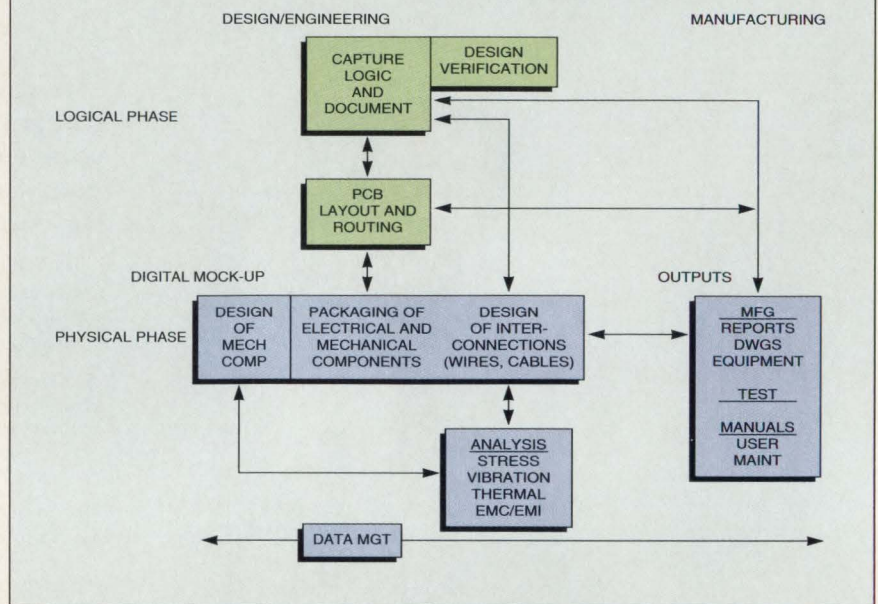 DESIGN/ENGINEERING
MANUFACTURING
CAPTURE
LOGIC
AND
DOCUMENT
DESIGN
VERIFICATION
LOGICAL PHASE
PCB
LAYOUT AND
ROUTING
DIGITAL MOCK-UP
OUTPUTS
PHYSICAL PHASE
DESIGN
OF
MECH
COMP
PACKAGING OF
ELECTRICAL AND
MECHANICAL
COMPONENTS
DESIGN
OF INTER-
CONNECTIONS
(WIRES, CABLES)
MFG
REPORTS
DWGS
EQUIPMENT
TEST
MANUALS
USER
MAINT
ANALYSIS
STRESS
VIBRATION
THERMAL
EMC/EMI
DATA MGT